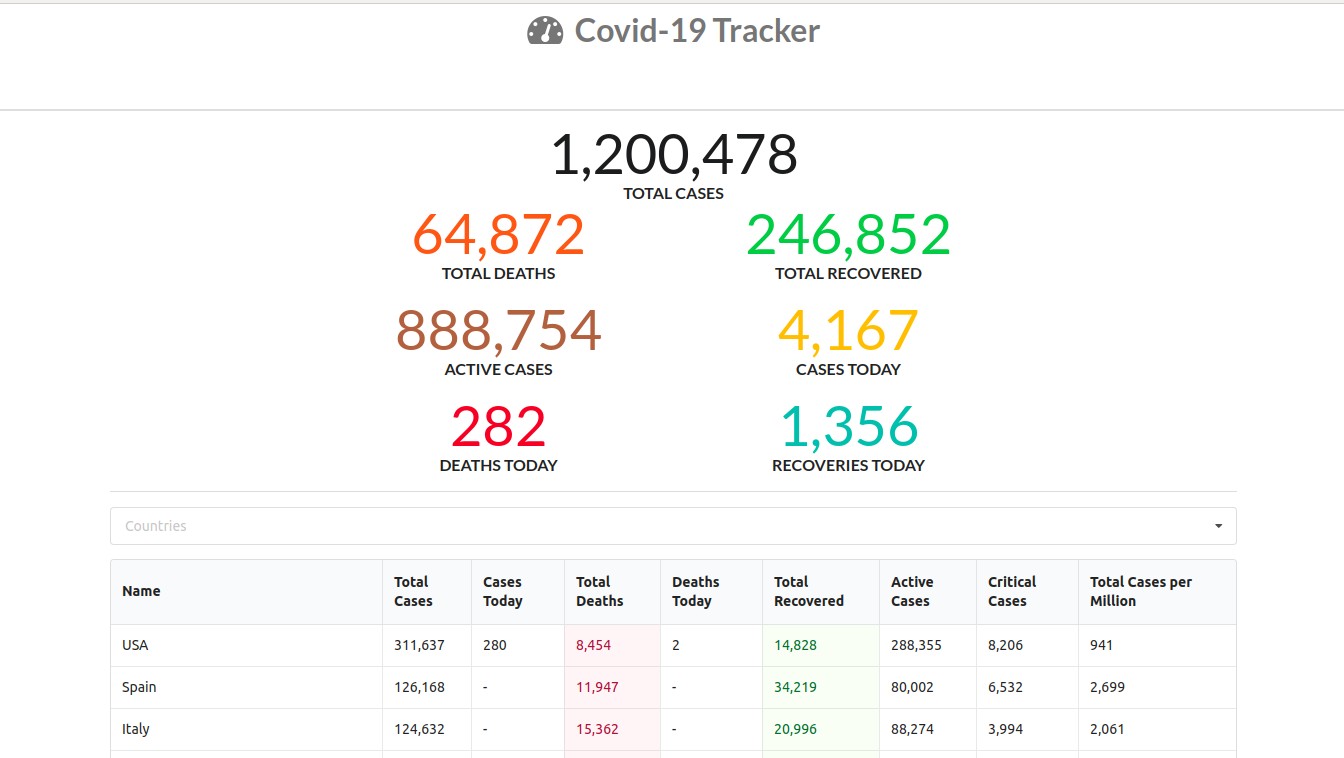 Covid-19 Tracker
1,200,478
TOTAL CASES
64,872
TOTAL DEATHS
246,852
TOTAL RECOVERED
888,754
ACTIVE CASES
4,167
CASES TODAY
282
DEATHS TODAY
1,356
RECOVERIES TODAY
Countries
Name Total Cases Cases Today Total Deaths Deaths Today Total Recovered Active Cases Critical Cases Total Cases per Million
USA 311,637 280 8,454 2 14,828 288,355 8,206 941
Spain 126,168 - 11,947 - 34,219 80,002 6,532 2,699
Italy 124,632 - 15,362 - 20,996 88,274 3,994 2,061